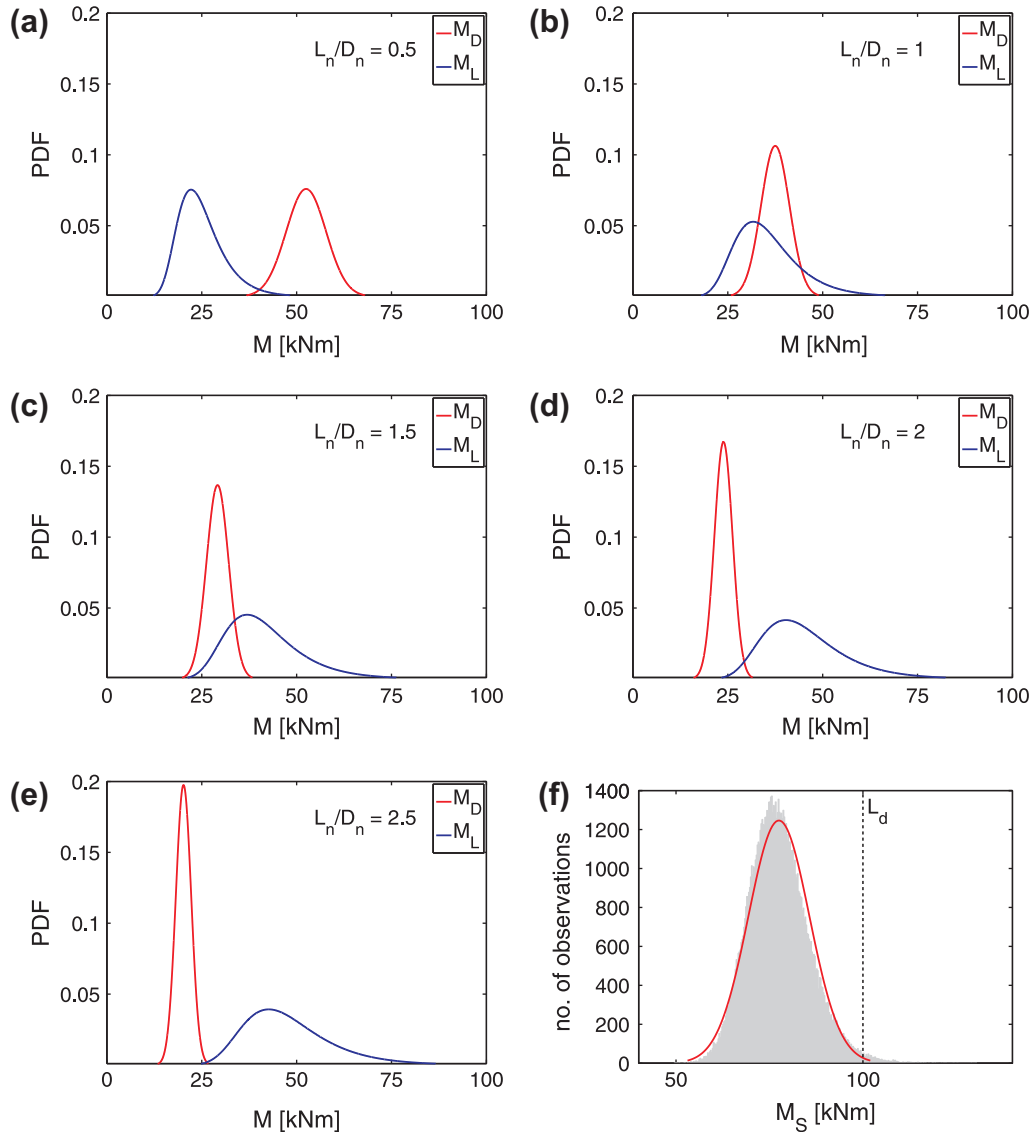 (a)
0.2
0.15
0.1
0.05
PDF
L_n/D_n = 0.5
M_D
M_L
0 25 50 75 100
M [kNm]
(b)
0.2
0.15
0.1
0.05
PDF
L_n/D_n = 1
M_D
M_L
0 25 50 75 100
M [kNm]
(c)
0.2
0.15
0.1
0.05
PDF
L_n/D_n = 1.5
M_D
M_L
0 25 50 75 100
M [kNm]
(d)
0.2
0.15
0.1
0.05
PDF
L_n/D_n = 2
M_D
M_L
0 25 50 75 100
M [kNm]
(e)
0.2
0.15
0.1
0.05
PDF
L_n/D_n = 2.5
M_D
M_L
0 25 50 75 100
M [kNm]
(f)
1400
1200
1000
800
600
400
200
0
no. of observations
L_d
50 100
M_S [kNm]